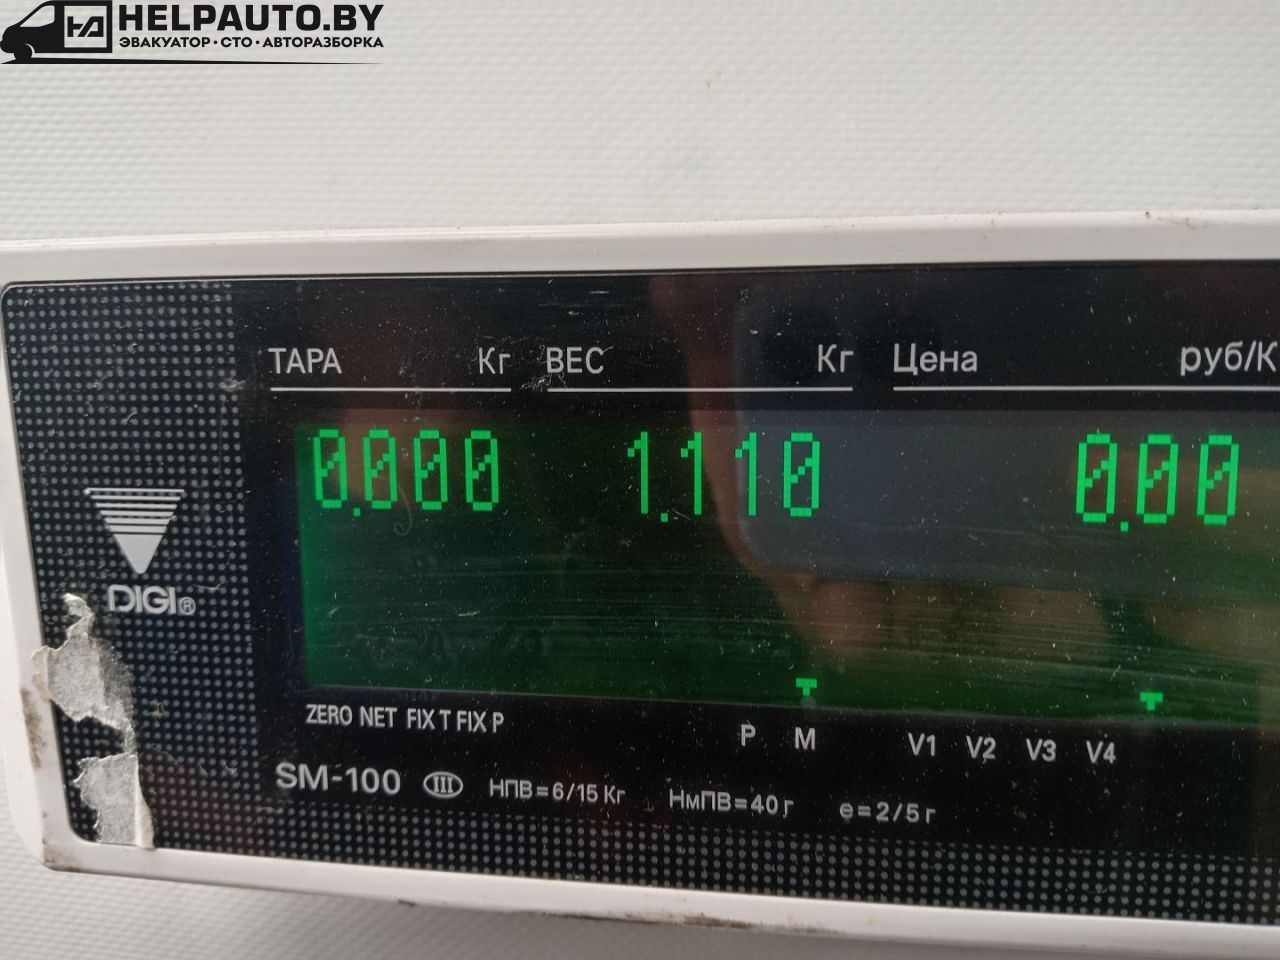 HELPAUTO.BY
ЭВАКУАТОР·СТО·АВТОРАЗБОРКА
ТАРА Кг ВЕС Кг Цена руб/К
0.000 1.110 0.00
DIGI®
ZERO NET FIX T FIX P P M V1 V2 V3 V4
SM-100 III НПВ=6/15 Кг НмПВ=40 г e=2/5 г